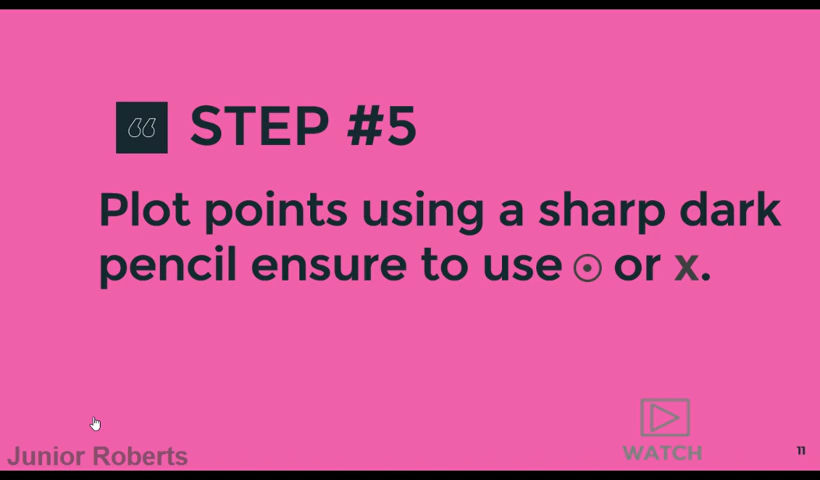 STEP #5
Plot points using a sharp dark
pencil ensure to use ⊙ or x.
WATCH
Junior Roberts
11